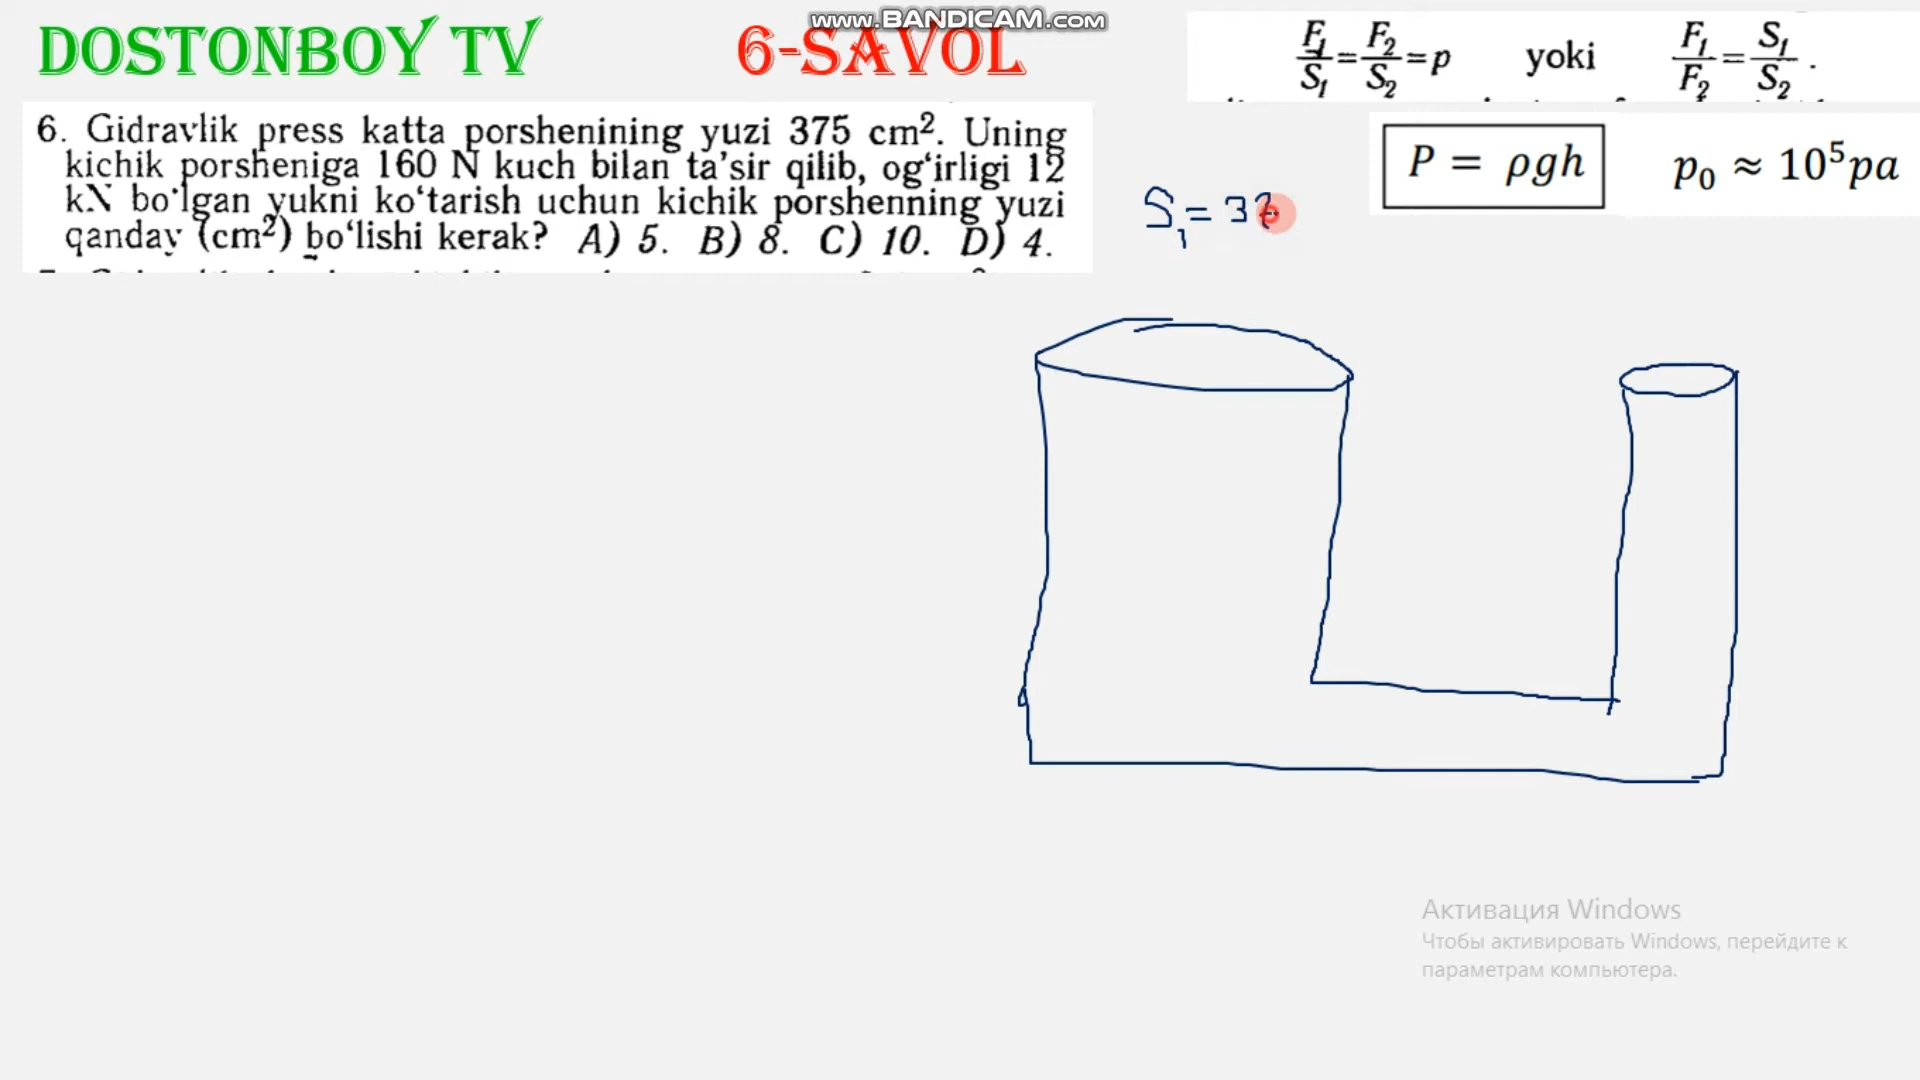 www.BANDICAM.com
DOSTONBOY TV
6-SAVOL
F₁/S₁ = F₂/S₂ = p yoki F₁/F₂ = S₁/S₂ .
6. Gidravlik press katta porshenining yuzi 375 cm². Uning
kichik porsheniga 160 N kuch bilan ta’sir qilib, og‘irligi 12
kN bo‘lgan yukni ko‘tarish uchun kichik porshenning yuzi
qanday (cm²) bo‘lishi kerak? A) 5. B) 8. C) 10. D) 4.
P = ρgh
p₀ ≈ 10⁵pa
S₁ = 37
Активация Windows
Чтобы активировать Windows, перейдите к
параметрам компьютера.